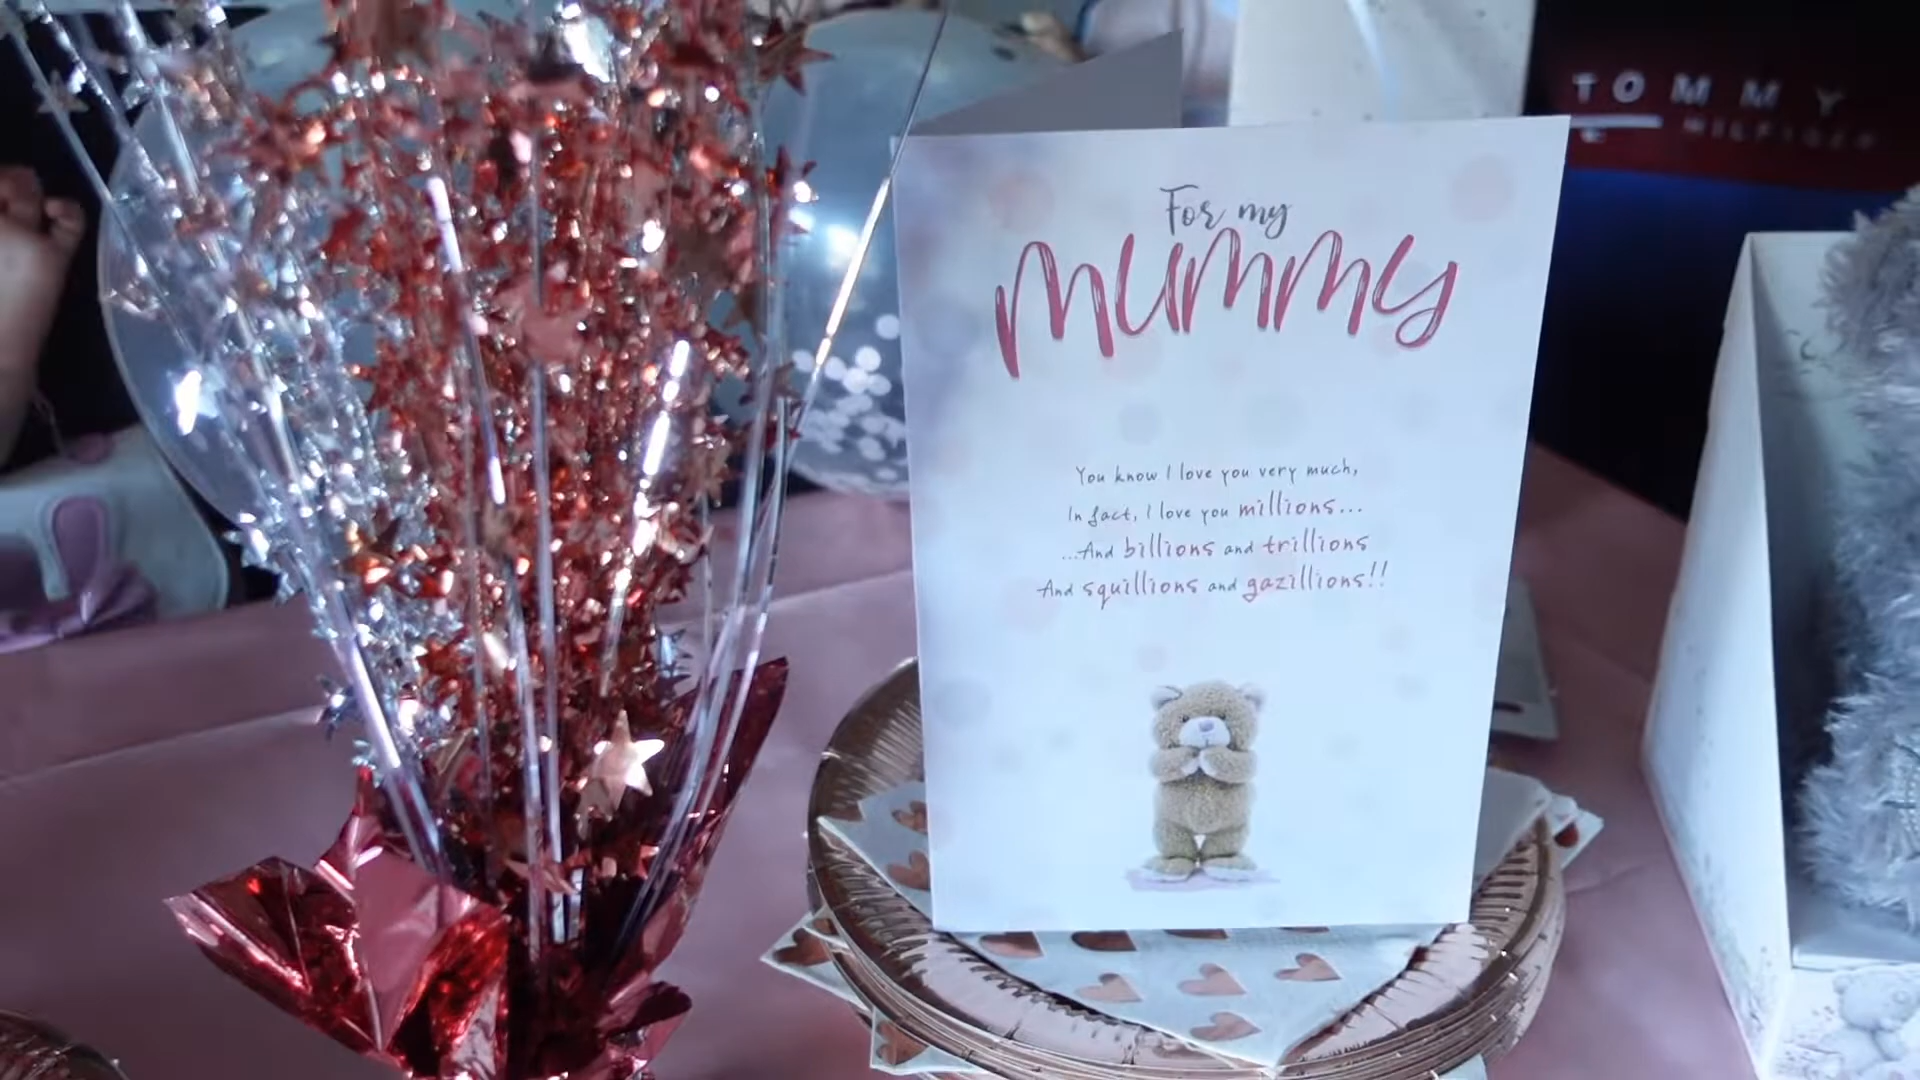 TOMMY
HILFIGER
For my
mummy
You know I love you very much,
In fact, I love you millions...
...And billions and trillions
And squillions and gazillions!!